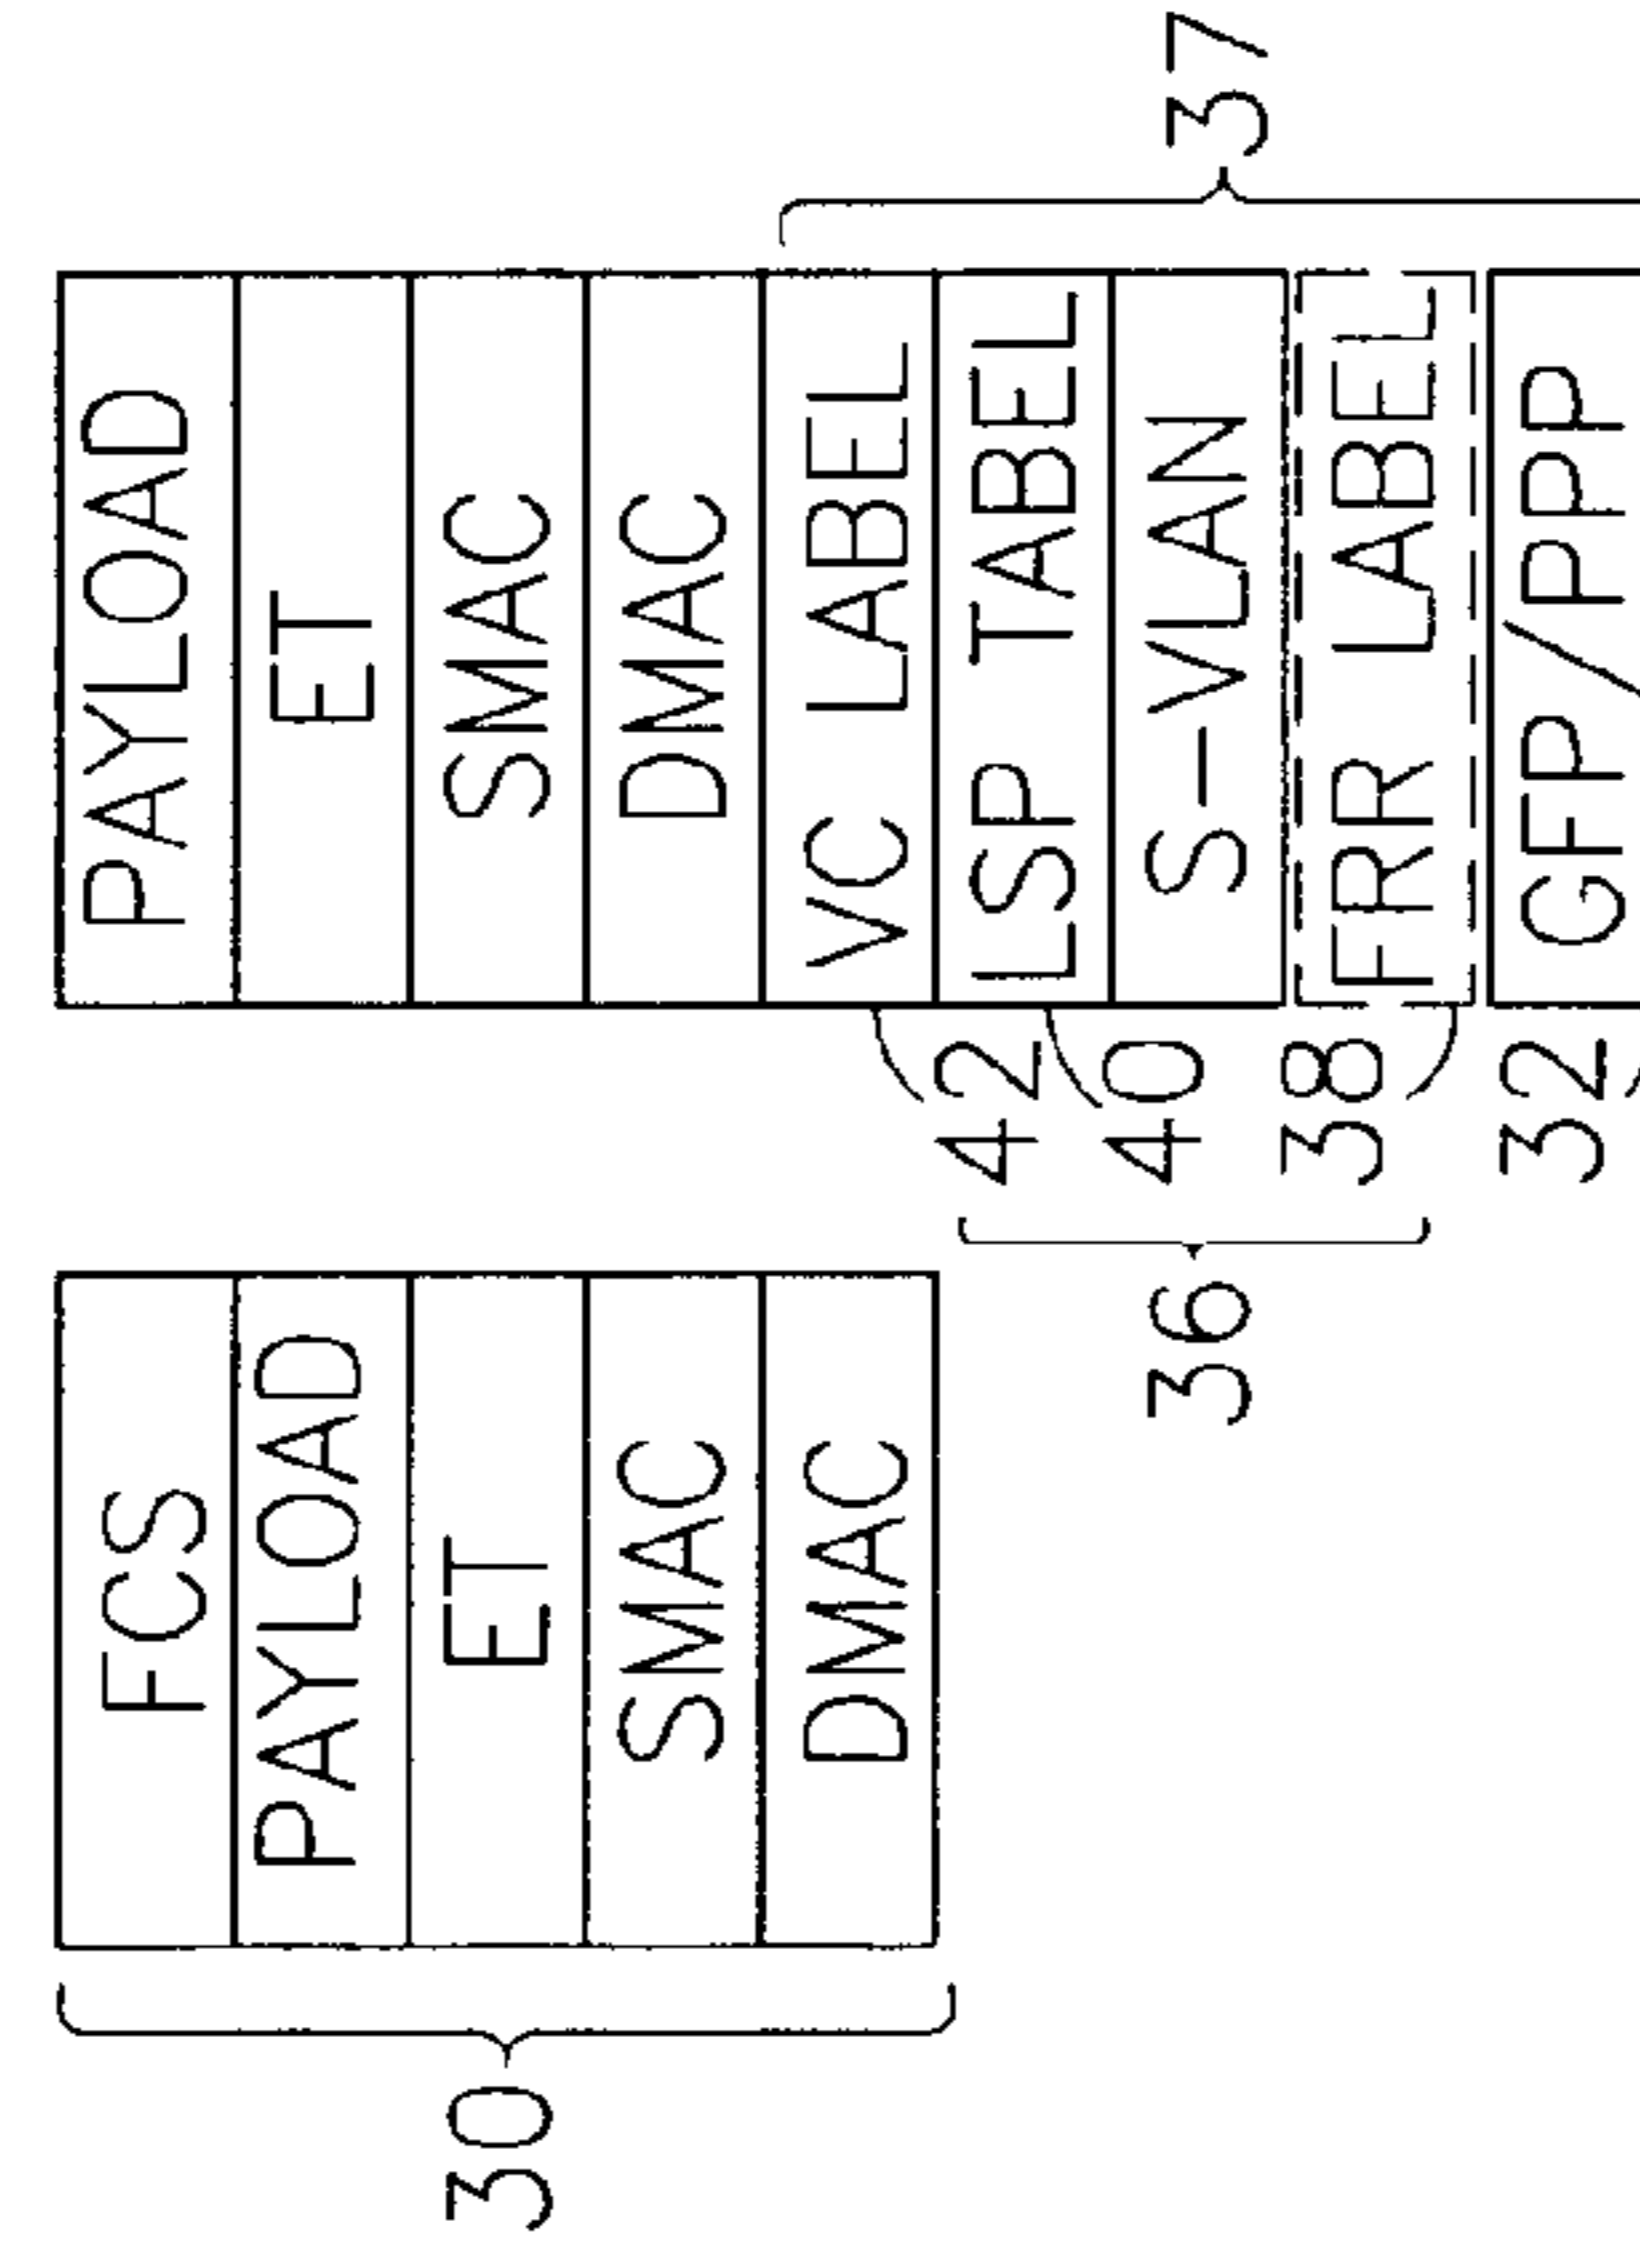 FCS
PAYLOAD
ET
SMAC
DMAC
30
PAYLOAD
ET
SMAC
DMAC
VC LABEL
LSP TABEL
S-VLAN
FRR LABEL
GFP/PPP
42
40
38
32
36
37